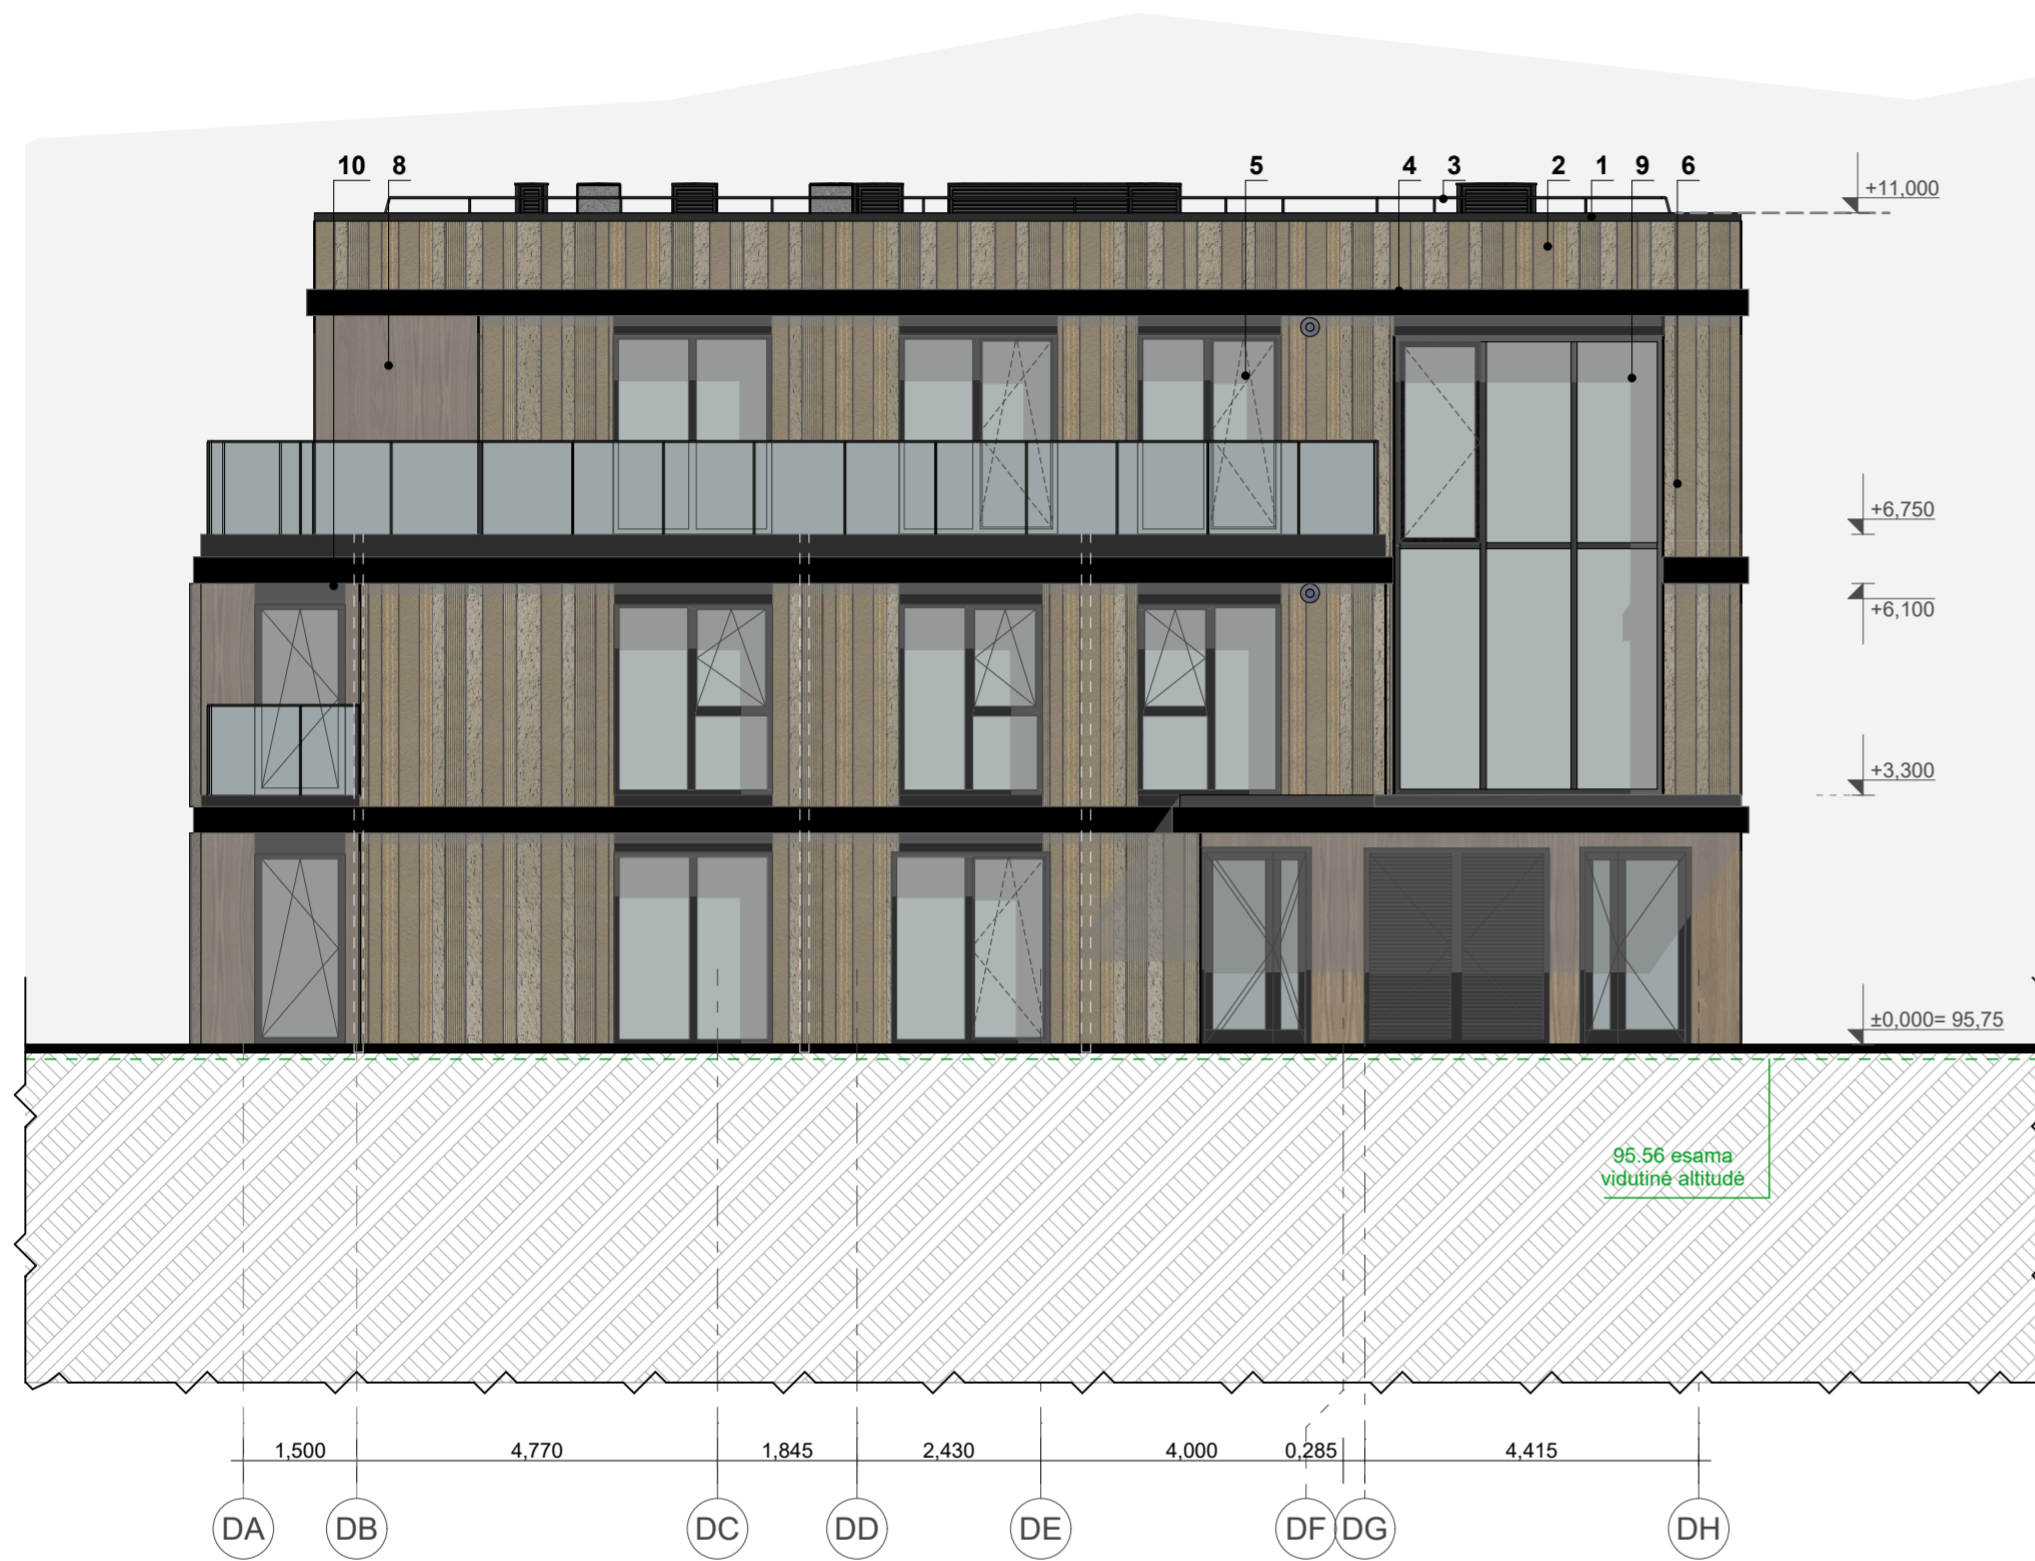 10 8 5 4 3 2 1 9 6
+11,000
+6,750
+6,100
+3,300
±0,000= 95,75
95.56 esama
vidutinė altitudė
1,500 4,770 1,845 2,430 4,000 0,285 4,415
DA DB DC DD DE DF DG DH